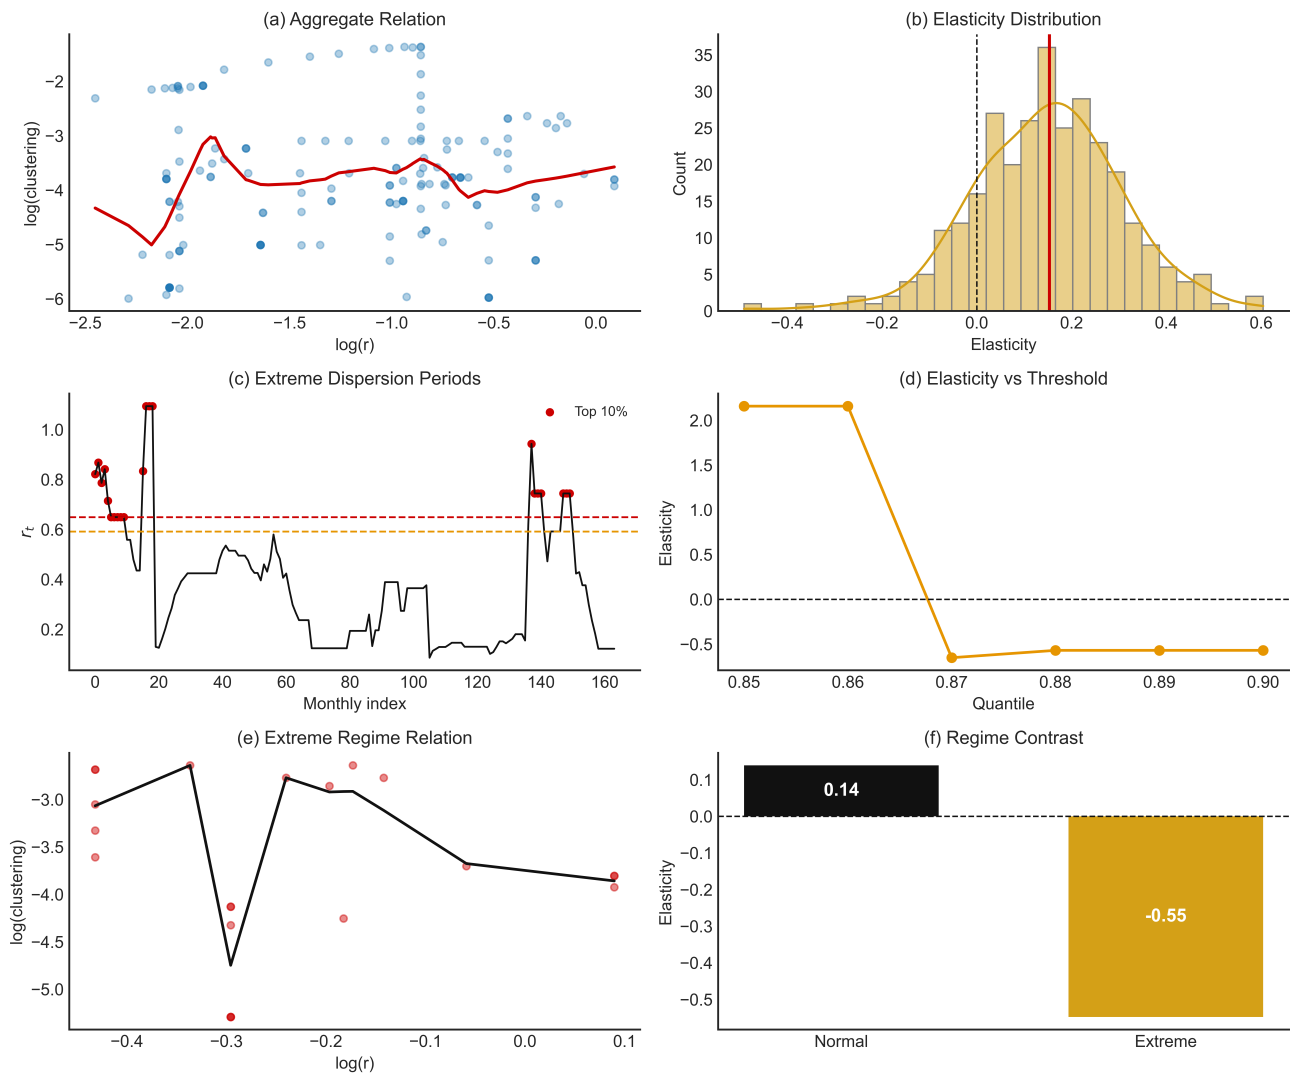 (a) Aggregate Relation
log(clustering)
−2
−3
−4
−5
−6
−2.5 −2.0 −1.5 −1.0 −0.5 0.0
log(r)
(b) Elasticity Distribution
Count
35
30
25
20
15
10
5
0
−0.4 −0.2 0.0 0.2 0.4 0.6
Elasticity
(c) Extreme Dispersion Periods
Top 10%
r_t
1.0
0.8
0.6
0.4
0.2
0 20 40 60 80 100 120 140 160
Monthly index
(d) Elasticity vs Threshold
Elasticity
2.0
1.5
1.0
0.5
0.0
−0.5
0.85 0.86 0.87 0.88 0.89 0.90
Quantile
(e) Extreme Regime Relation
log(clustering)
−3.0
−3.5
−4.0
−4.5
−5.0
−0.4 −0.3 −0.2 −0.1 0.0 0.1
log(r)
(f) Regime Contrast
Elasticity
0.1
0.0
−0.1
−0.2
−0.3
−0.4
−0.5
0.14
-0.55
Normal Extreme